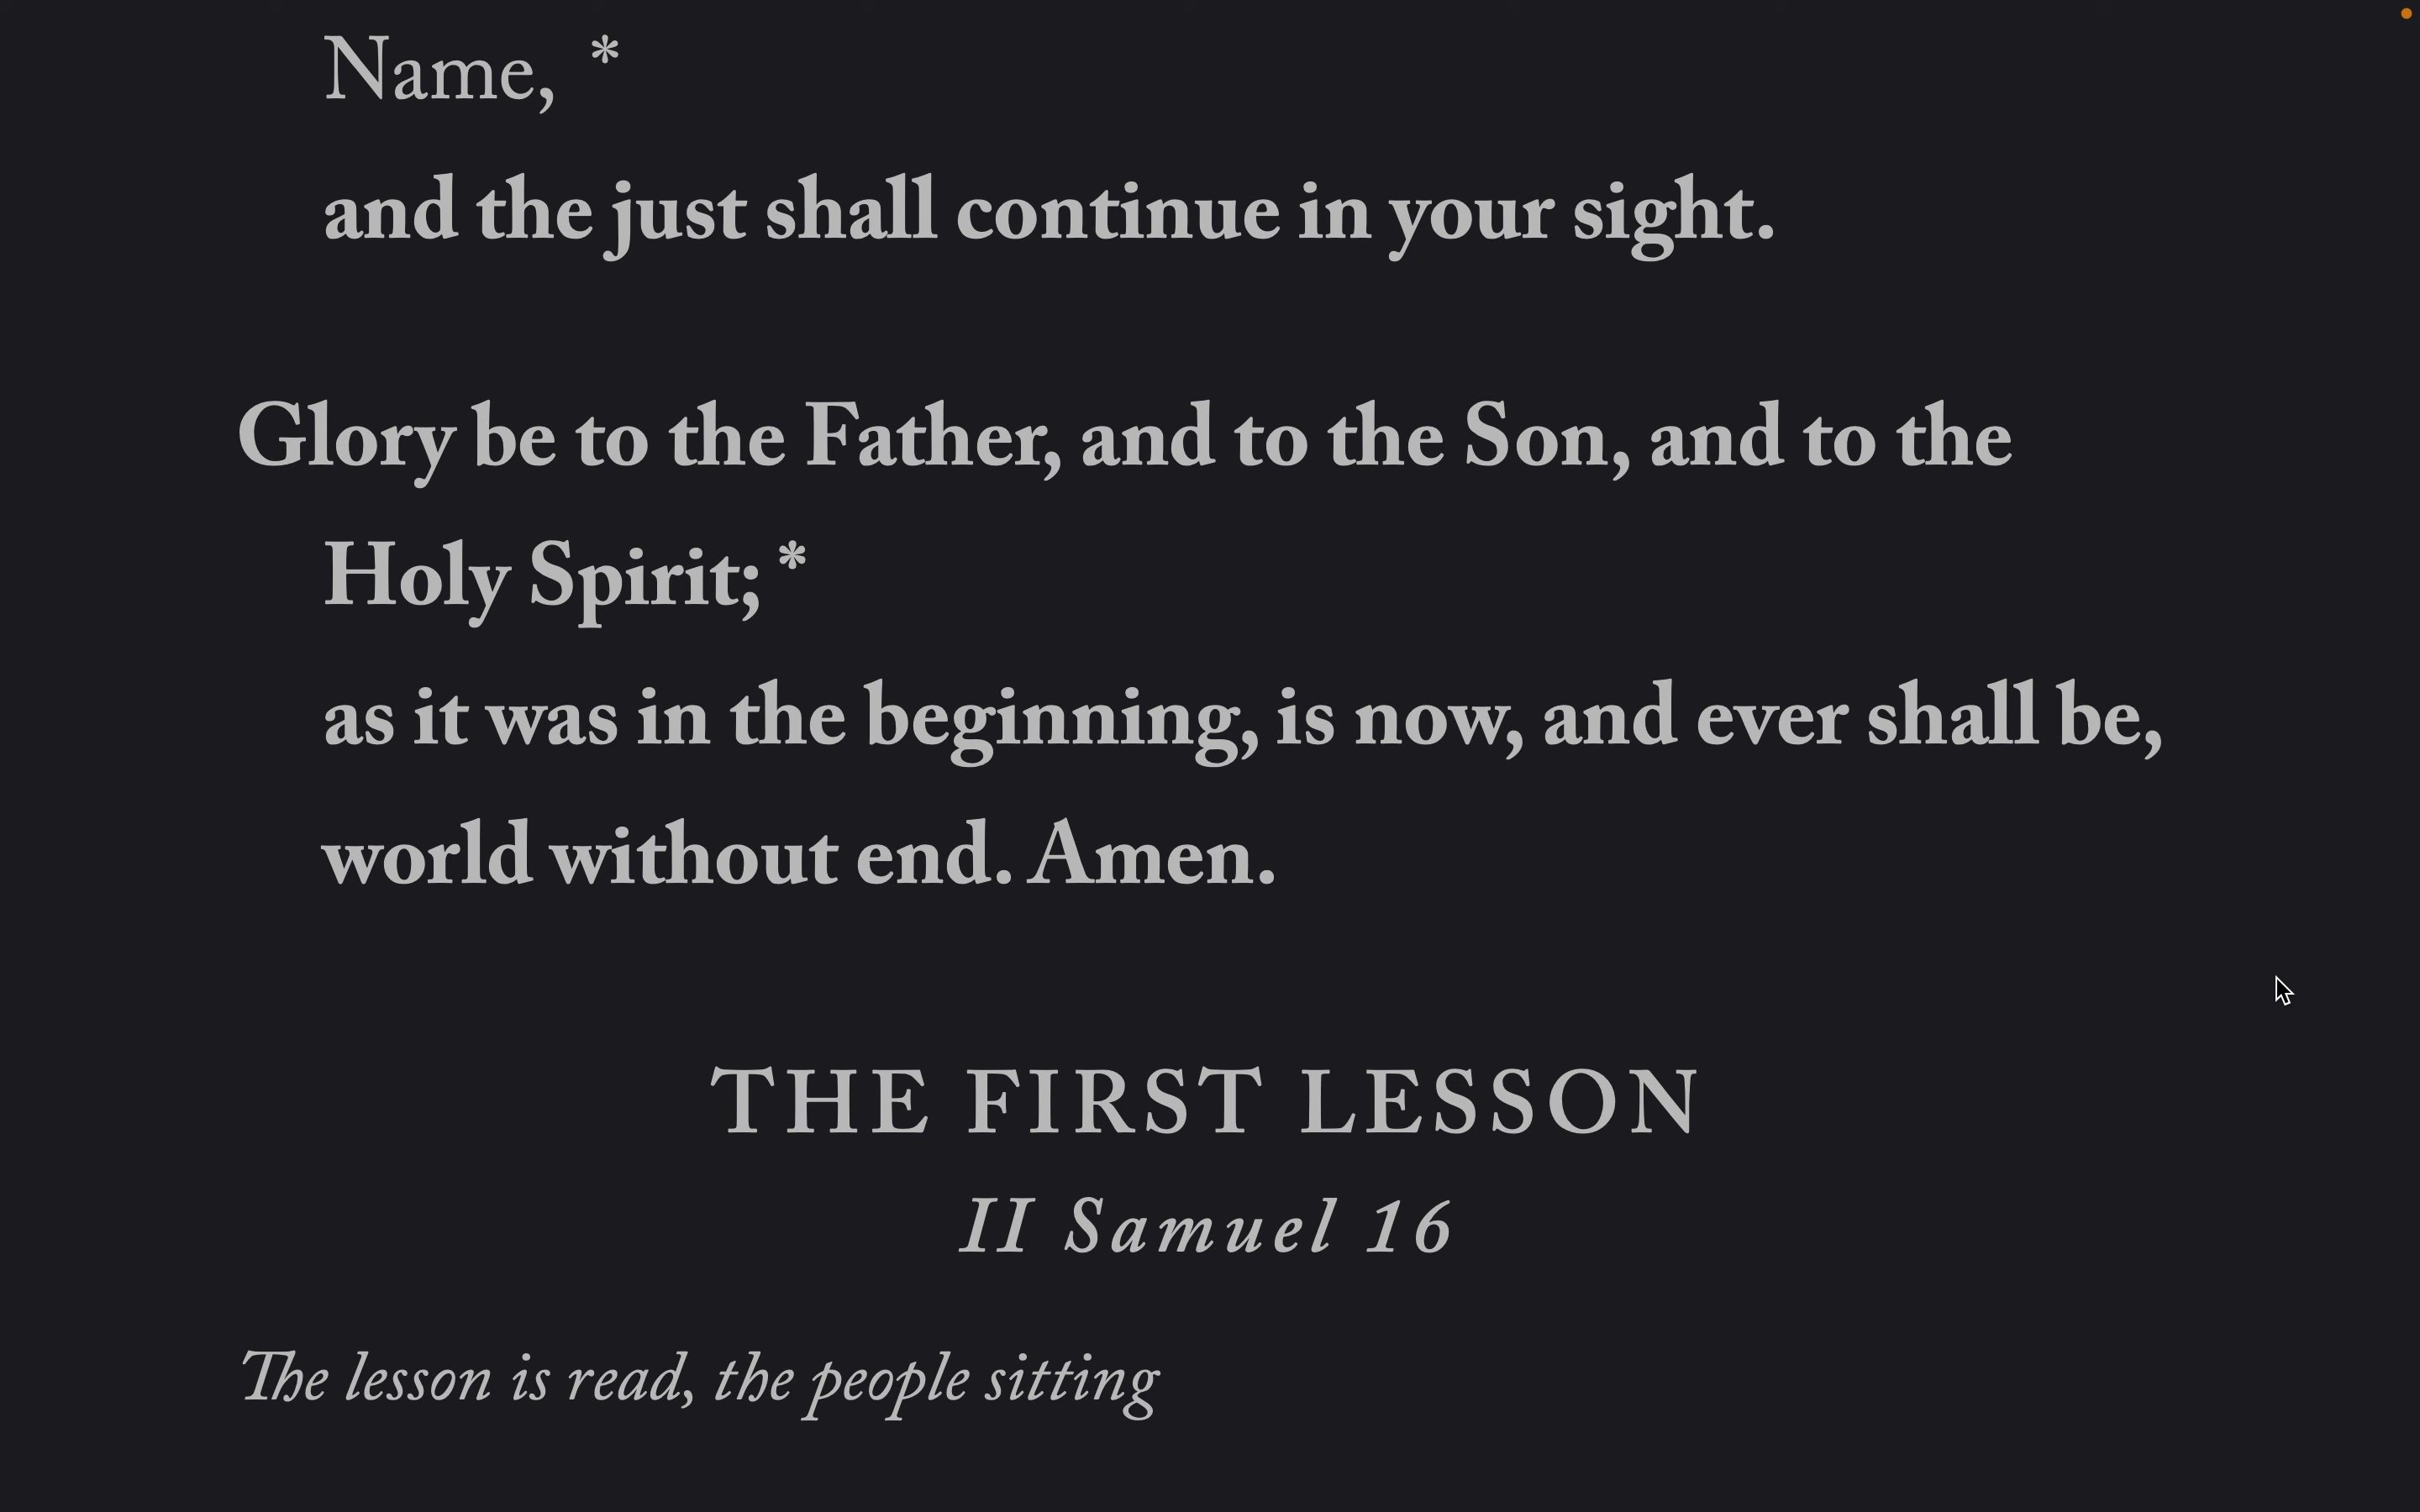 Name, *
and the just shall continue in your sight.
Glory be to the Father, and to the Son, and to the
Holy Spirit; *
as it was in the beginning, is now, and ever shall be,
world without end. Amen.
THE FIRST LESSON
II Samuel 16
The lesson is read, the people sitting